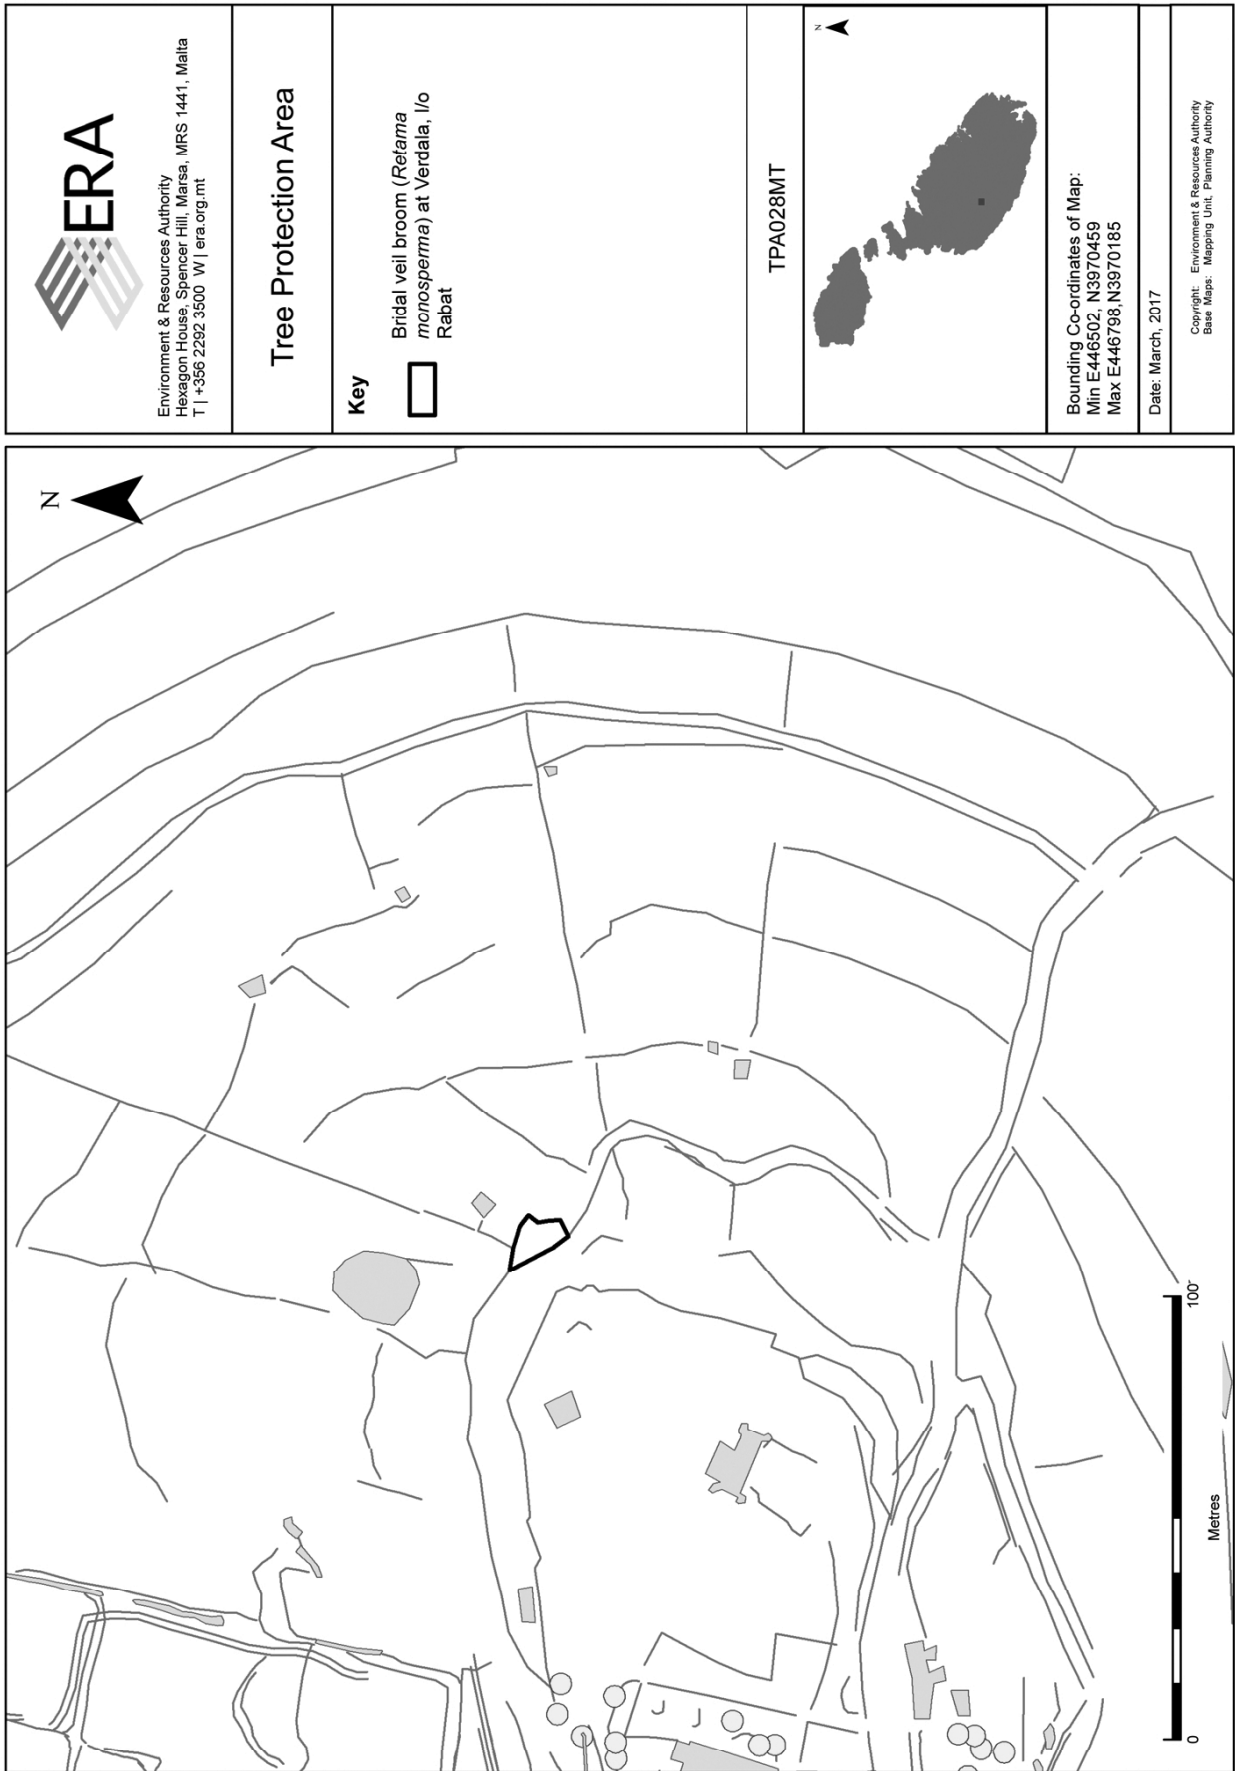 ERA
Environment & Resources Authority
Hexagon House, Spencer Hill, Marsa, MRS 1441, Malta
T | +356 2292 3500 W | era.org.mt
Tree Protection Area
Key
Bridal veil broom (Retama
monosperma) at Verdala, l/o
Rabat
TPA028MT
N
Bounding Co-ordinates of Map:
Min E446502, N3970459
Max E446798,N3970185
Date: March, 2017
Copyright: Environment & Resources Authority
Base Maps: Mapping Unit, Planning Authority
N
0
100
Metres